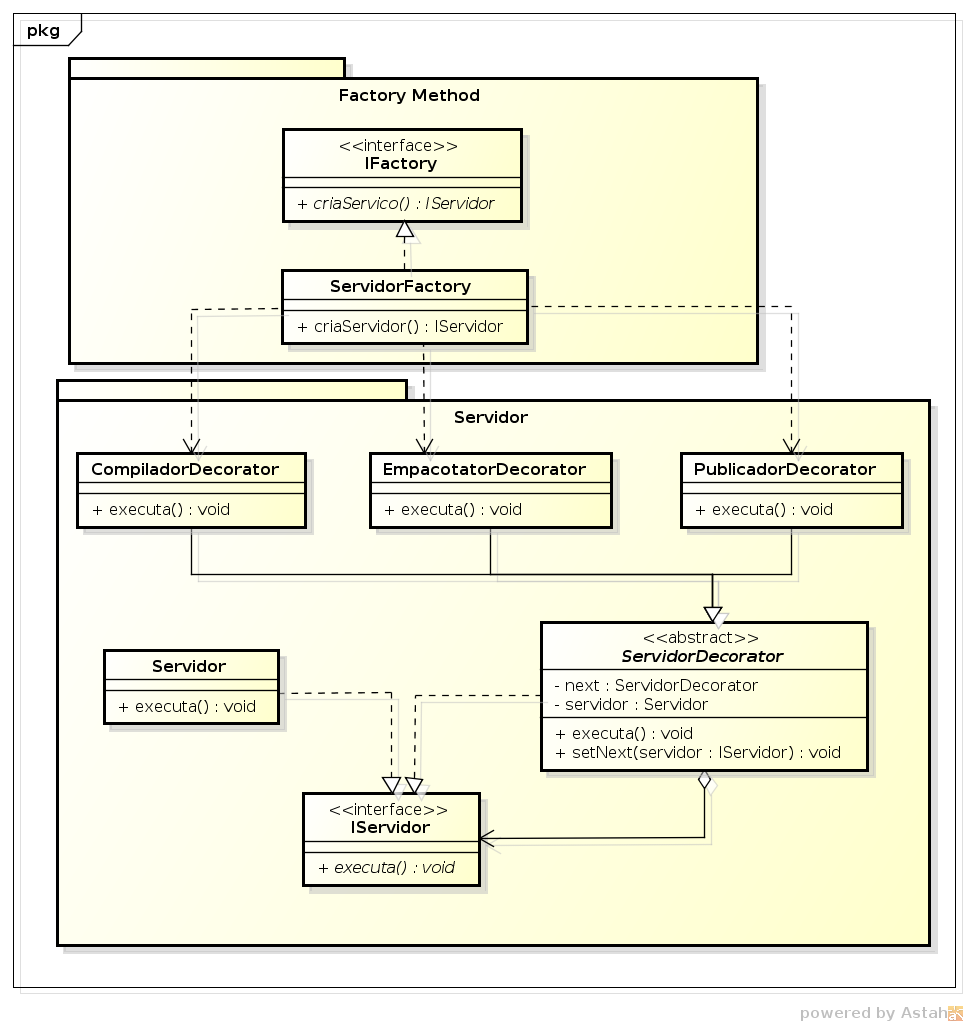 pkg
Factory Method
<<interface>>
IFactory
+ criaServico() : IServidor
ServidorFactory
+ criaServidor() : IServidor
Servidor
CompiladorDecorator
+ executa() : void
EmpacotatorDecorator
+ executa() : void
PublicadorDecorator
+ executa() : void
<<abstract>>
ServidorDecorator
- next : ServidorDecorator
- servidor : Servidor
+ executa() : void
+ setNext(servidor : IServidor) : void
Servidor
+ executa() : void
<<interface>>
IServidor
+ executa() : void
powered by Astah